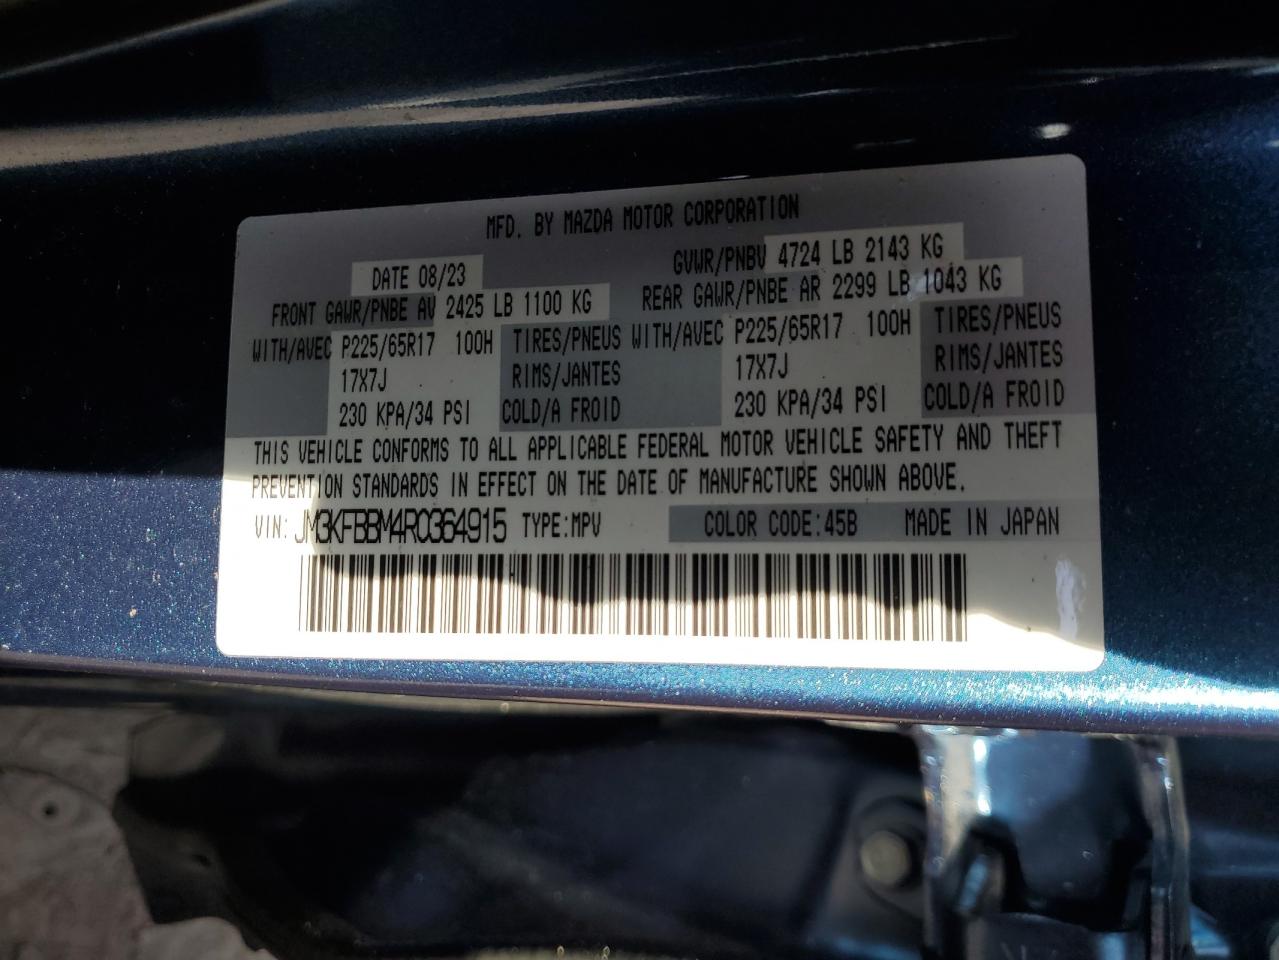 MFD. BY MAZDA MOTOR CORPORATION
DATE 08/23 GVWR/PNBV 4724 LB 2143 KG
FRONT GAWR/PNBE AV 2425 LB 1100 KG REAR GAWR/PNBE AR 2299 LB 1043 KG
WITH/AVEC P225/65R17 100H TIRES/PNEUS WITH/AVEC P225/65R17 100H TIRES/PNEUS
17X7J RIMS/JANTES 17X7J RIMS/JANTES
230 KPA/34 PSI COLD/A FROID 230 KPA/34 PSI COLD/A FROID
THIS VEHICLE CONFORMS TO ALL APPLICABLE FEDERAL MOTOR VEHICLE SAFETY AND THEFT
PREVENTION STANDARDS IN EFFECT ON THE DATE OF MANUFACTURE SHOWN ABOVE.
VIN: JM3KFBBM4R0364915 TYPE:MPV COLOR CODE:45B MADE IN JAPAN